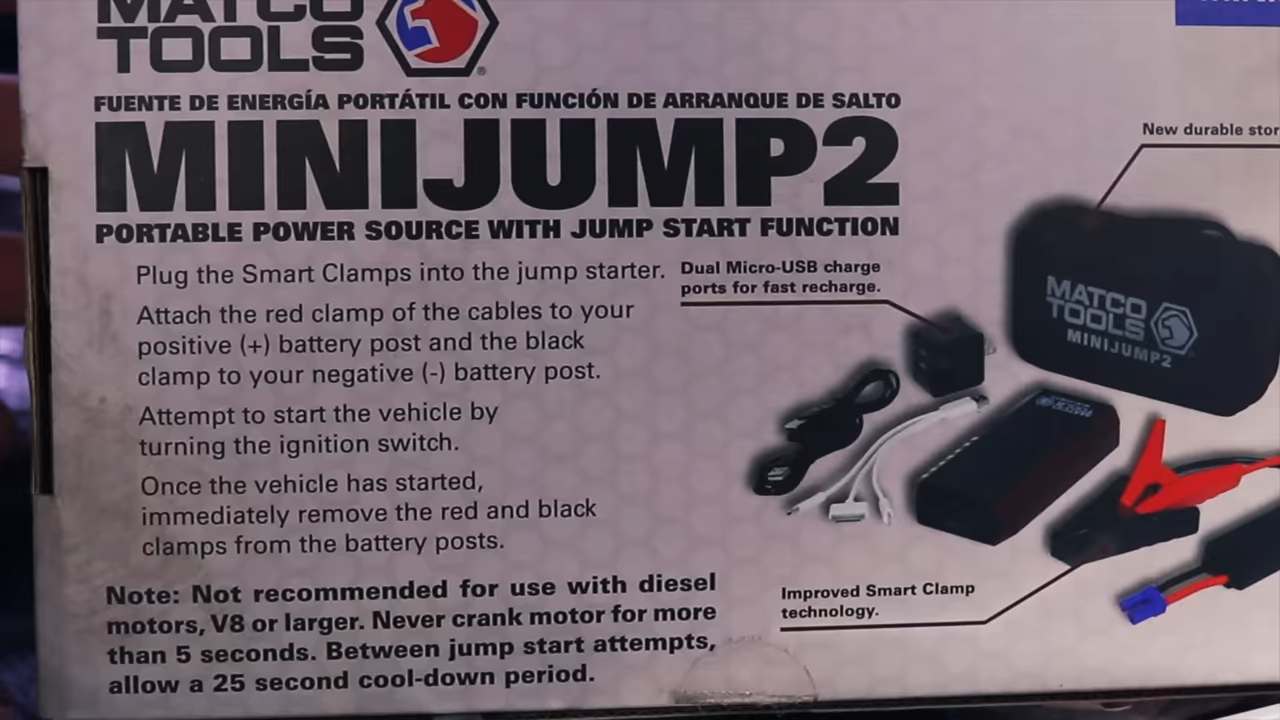 MATCO
TOOLS
®
FUENTE DE ENERGÍA PORTÁTIL CON FUNCIÓN DE ARRANQUE DE SALTO
MINIJUMP2
PORTABLE POWER SOURCE WITH JUMP START FUNCTION
Plug the Smart Clamps into the jump starter.
Attach the red clamp of the cables to your
positive (+) battery post and the black
clamp to your negative (-) battery post.
Attempt to start the vehicle by
turning the ignition switch.
Once the vehicle has started,
immediately remove the red and black
clamps from the battery posts.
Note: Not recommended for use with diesel
motors, V8 or larger. Never crank motor for more
than 5 seconds. Between jump start attempts,
allow a 25 second cool-down period.
Dual Micro-USB charge
ports for fast recharge.
New durable stor
MATCO
TOOLS
MINIJUMP2
Improved Smart Clamp
technology.